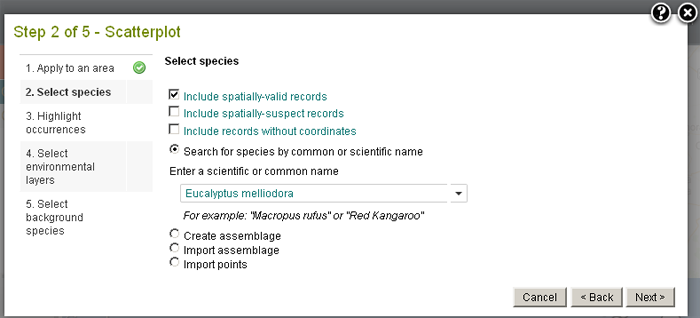 Step 2 of 5 - Scatterplot
1. Apply to an area
2. Select species
3. Highlight
occurrences
4. Select
environmental
layers
5. Select
background
species
Select species
Include spatially-valid records
Include spatially-suspect records
Include records without coordinates
Search for species by common or scientific name
Enter a scientific or common name
Eucalyptus melliodora
For example: "Macropus rufus" or "Red Kangaroo"
Create assemblage
Import assemblage
Import points
Cancel
< Back
Next >